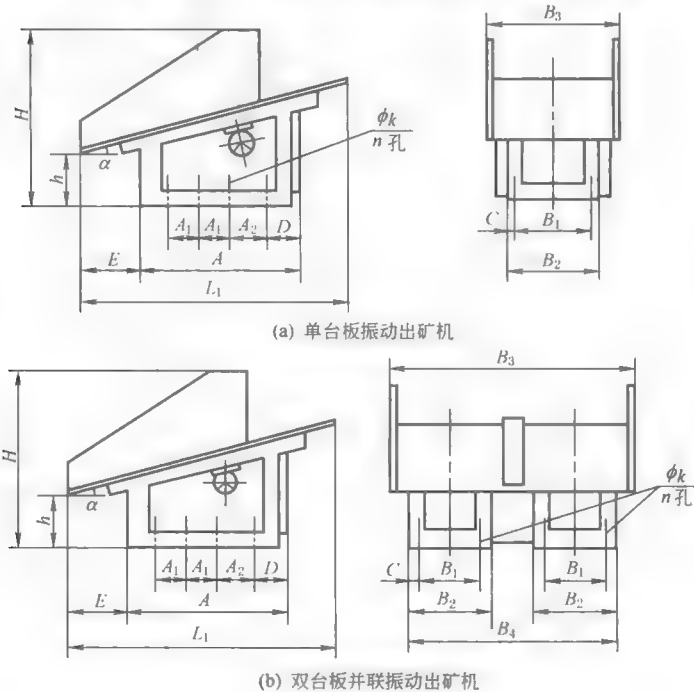 B₃
H
h
α
ϕk
n 孔
A₁ A₁ A₂ D
E A
L₁
C B₁
B₂
(a) 单台板振动出矿机
B₃
H
h
α
ϕk
n 孔
A₁ A₁ A₂ D
E A
L₁
C B₁ B₁
B₂ B₂
B₄
(b) 双台板并联振动出矿机